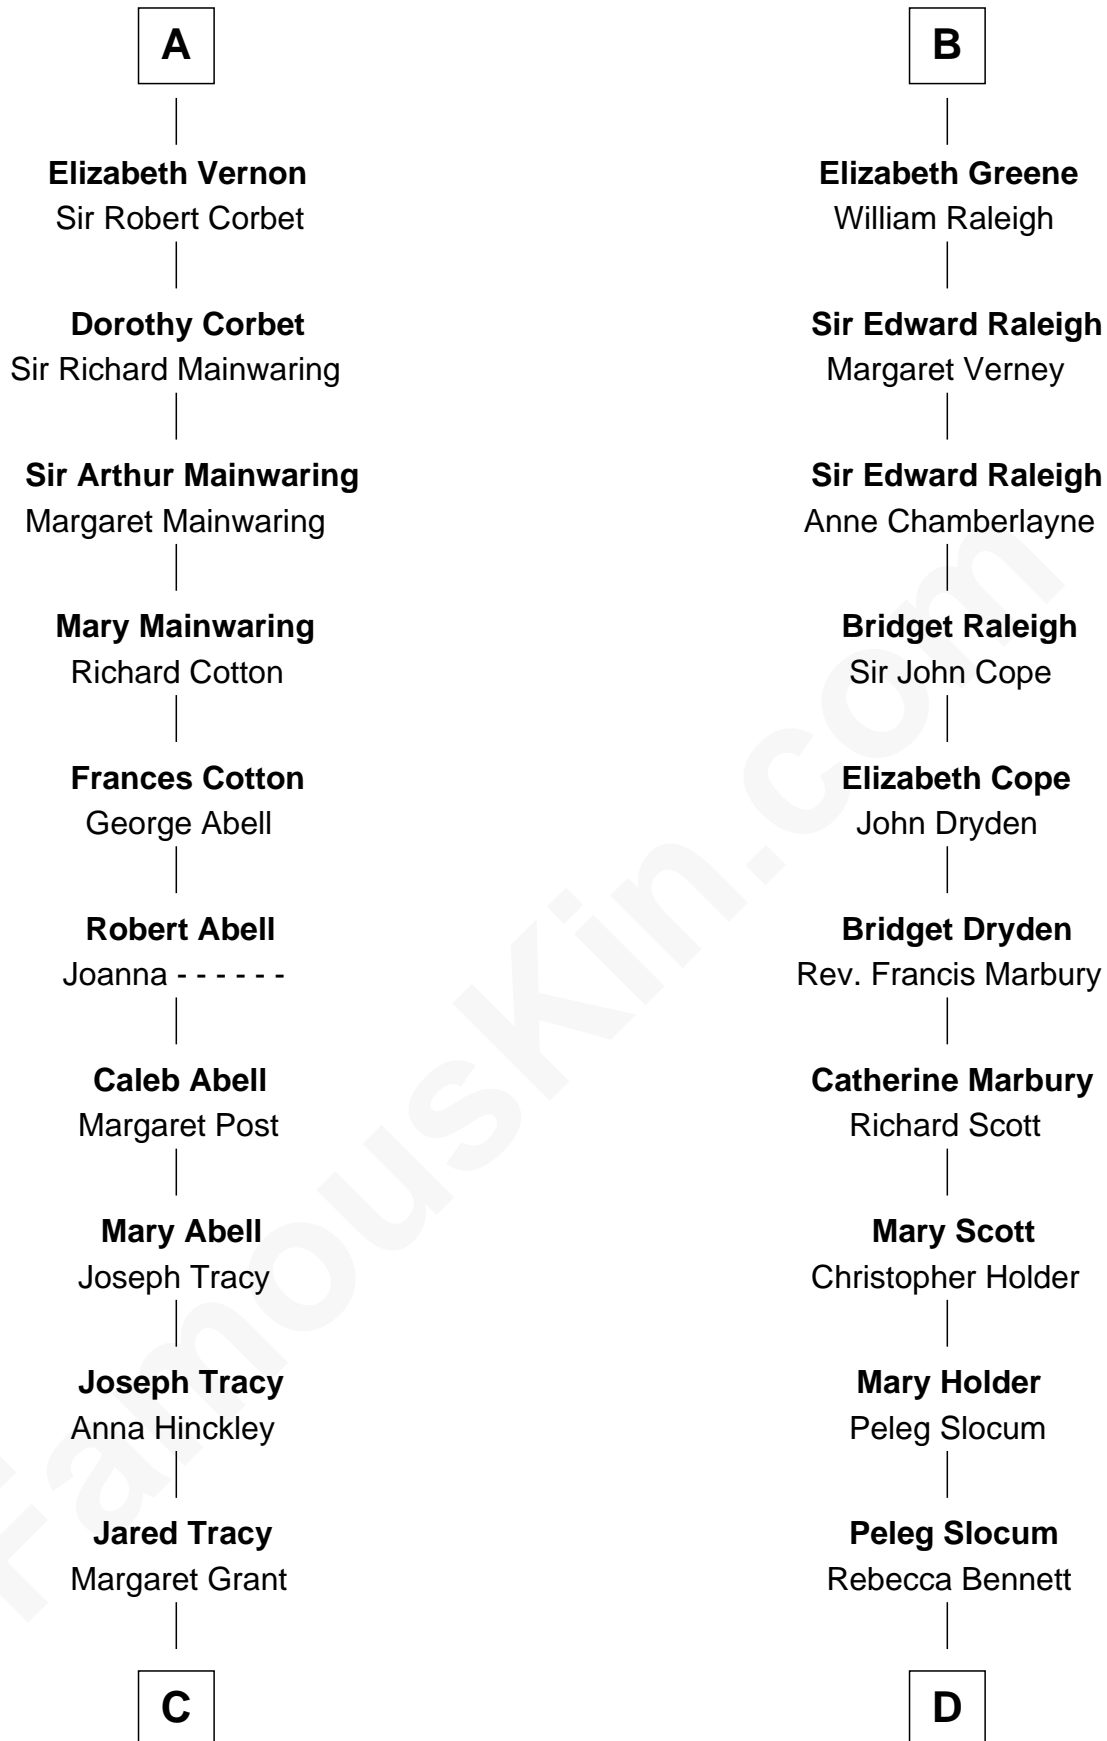 A
Elizabeth Vernon
Sir Robert Corbet
Dorothy Corbet
Sir Richard Mainwaring
Sir Arthur Mainwaring
Margaret Mainwaring
Mary Mainwaring
Richard Cotton
Frances Cotton
George Abell
Robert Abell
Joanna - - - - - -
Caleb Abell
Margaret Post
Mary Abell
Joseph Tracy
Joseph Tracy
Anna Hinckley
Jared Tracy
Margaret Grant
C
B
Elizabeth Greene
William Raleigh
Sir Edward Raleigh
Margaret Verney
Sir Edward Raleigh
Anne Chamberlayne
Bridget Raleigh
Sir John Cope
Elizabeth Cope
John Dryden
Bridget Dryden
Rev. Francis Marbury
Catherine Marbury
Richard Scott
Mary Scott
Christopher Holder
Mary Holder
Peleg Slocum
Peleg Slocum
Rebecca Bennett
D
FamousKin.com